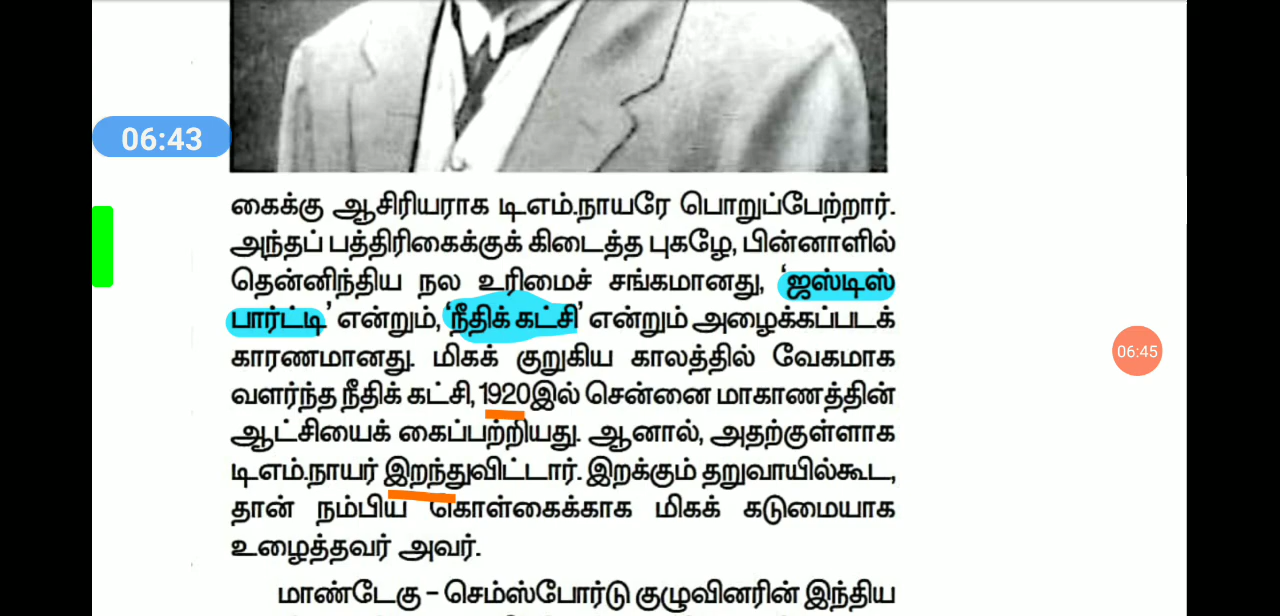 06:43
கைக்கு ஆசிரியராக டி.எம்.நாயரே பொறுப்பேற்றார்.
அந்தப் பத்திரிகைக்குக் கிடைத்த புகழே, பின்னாளில்
தென்னிந்திய நல உரிமைச் சங்கமானது, ‘ஜஸ்டிஸ்
பார்ட்டி’ என்றும், ‘நீதிக் கட்சி’ என்றும் அழைக்கப்படக்
காரணமானது. மிகக் குறுகிய காலத்தில் வேகமாக
06:45
வளர்ந்த நீதிக் கட்சி, 1920இல் சென்னை மாகாணத்தின்
ஆட்சியைக் கைப்பற்றியது. ஆனால், அதற்குள்ளாக
டி.எம்.நாயர் இறந்துவிட்டார். இறக்கும் தறுவாயில்கூட,
தான் நம்பிய கொள்கைக்காக மிகக் கடுமையாக
உழைத்தவர் அவர்.
மாண்டேகு – செம்ஸ்போர்டு குழுவினரின் இந்திய